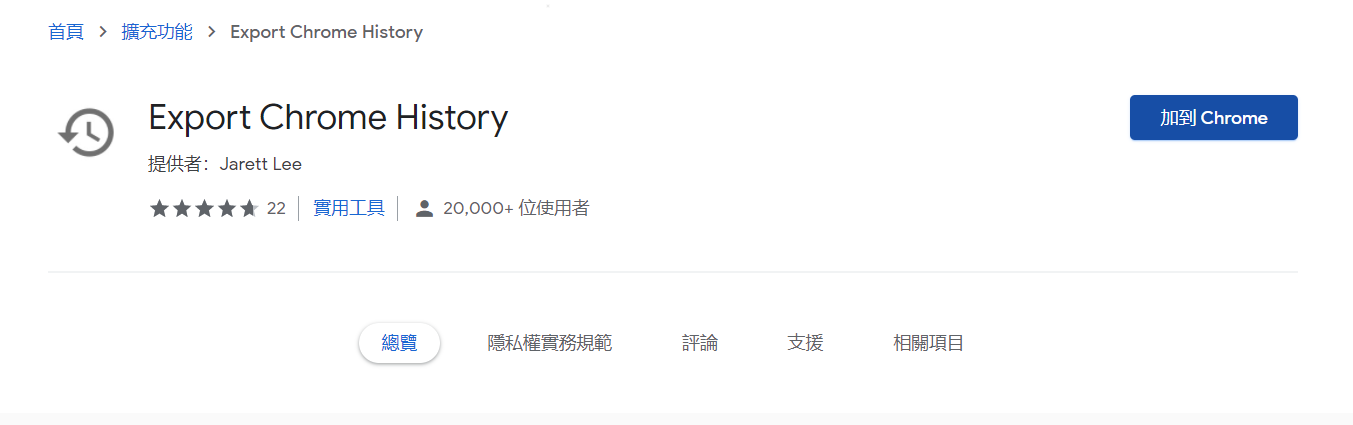 首頁 > 擴充功能 > Export Chrome History
Export Chrome History
加到 Chrome
提供者：Jarett Lee
22 實用工具 20,000+ 位使用者
總覽 隱私權實務規範 評論 支援 相關項目